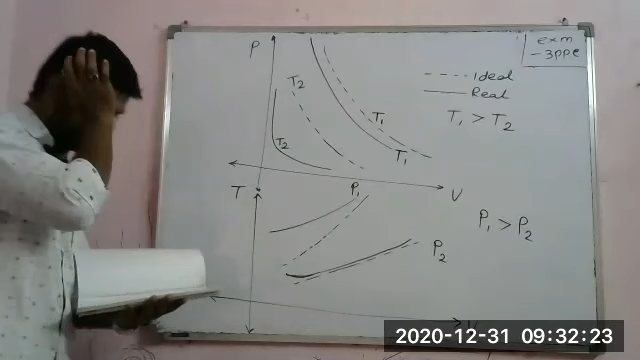 P
exm
-3ppe
Ideal
Real
T2
T1
T1 > T2
T2
T1
V
T
P1
P1 > P2
P2
2020-12-31 09:32:23